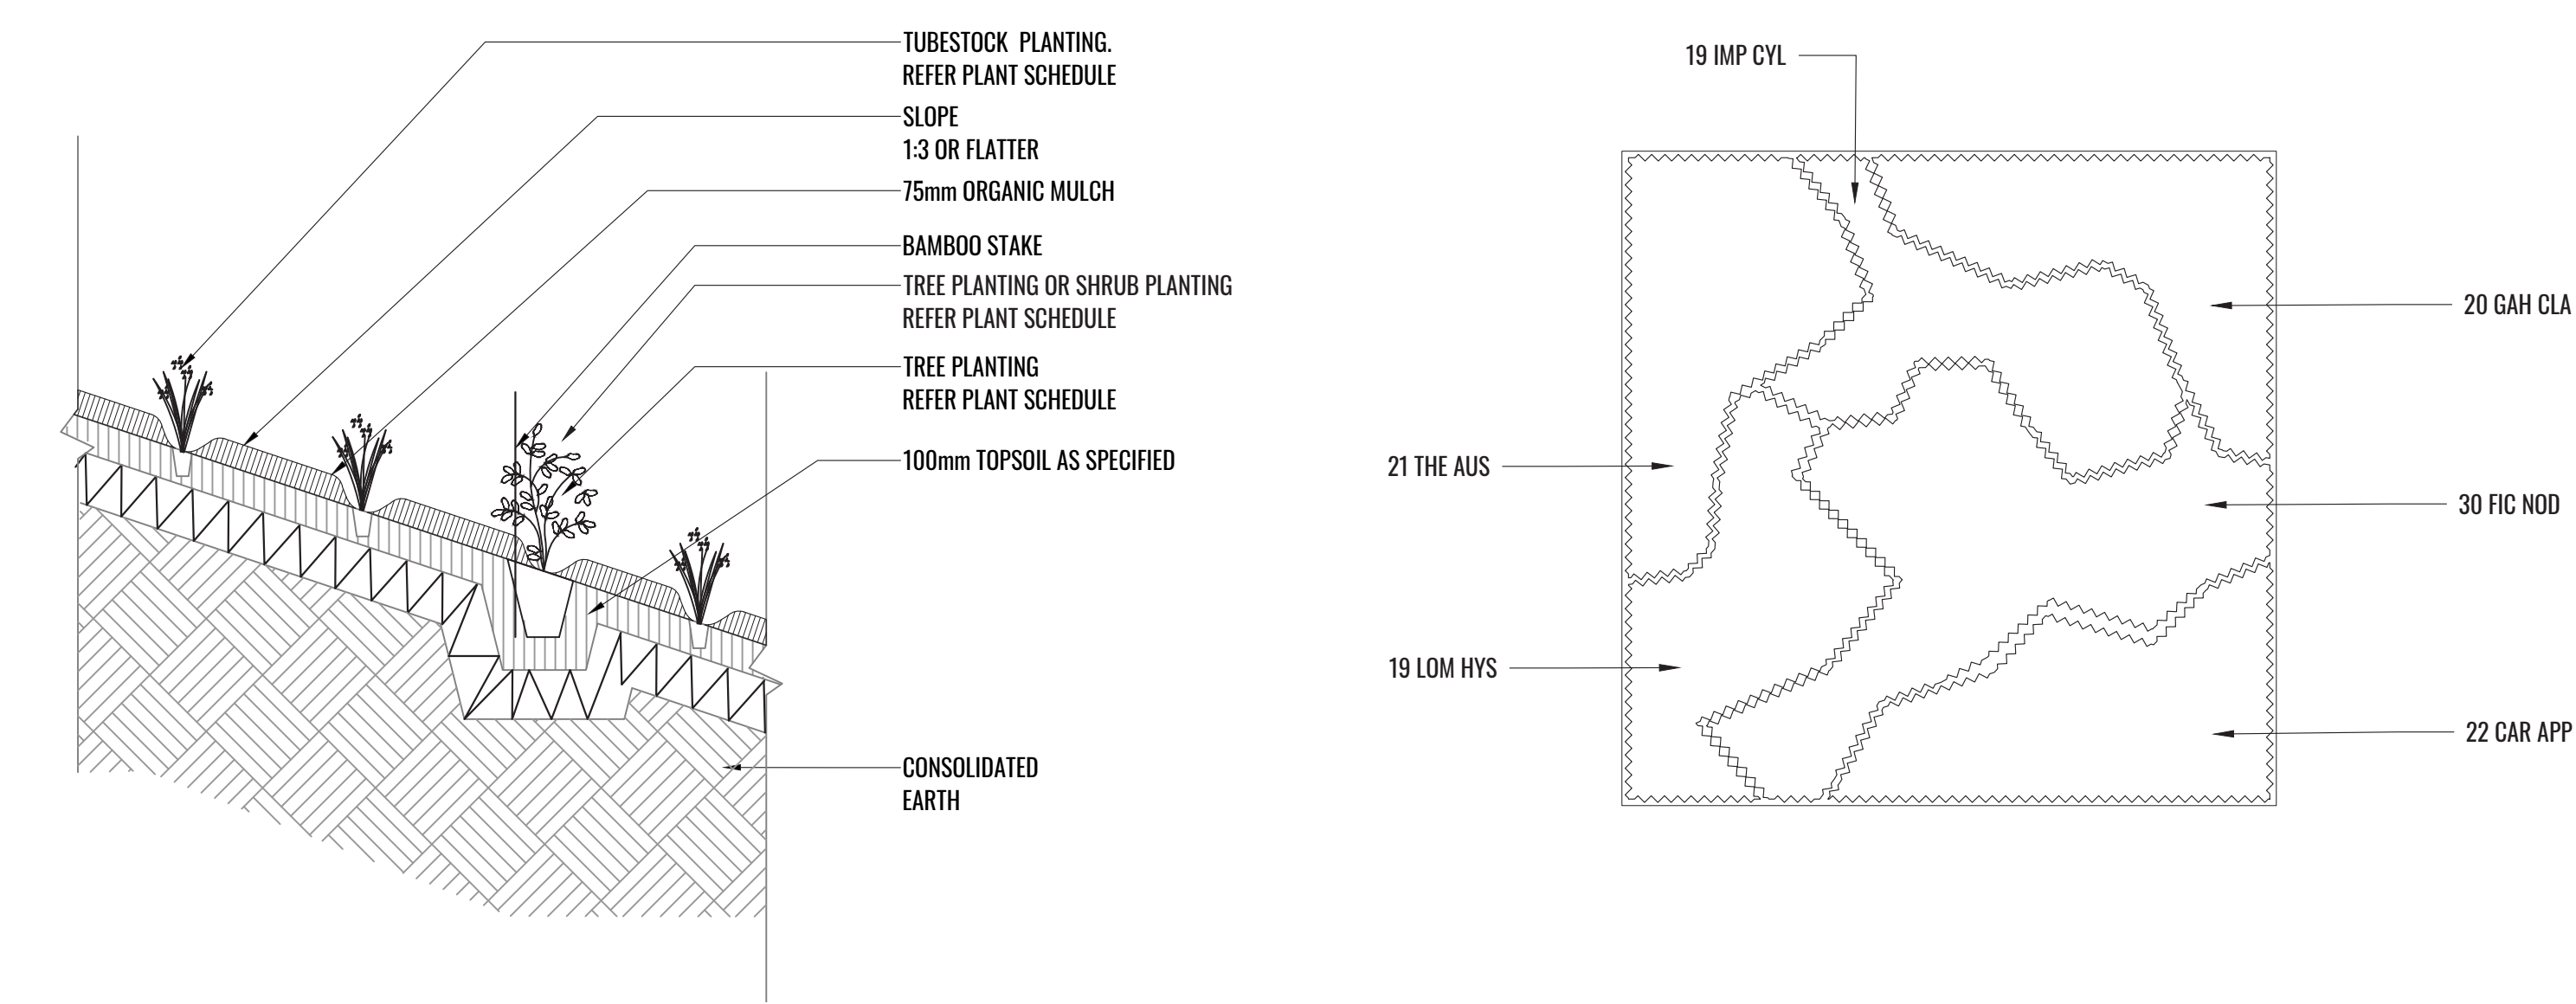 TUBESTOCK PLANTING.
REFER PLANT SCHEDULE
SLOPE
1:3 OR FLATTER
75mm ORGANIC MULCH
BAMBOO STAKE
TREE PLANTING OR SHRUB PLANTING
REFER PLANT SCHEDULE
TREE PLANTING
REFER PLANT SCHEDULE
100mm TOPSOIL AS SPECIFIED
CONSOLIDATED
EARTH
19 IMP CYL
20 GAH CLA
21 THE AUS
30 FIC NOD
19 LOM HYS
22 CAR APP